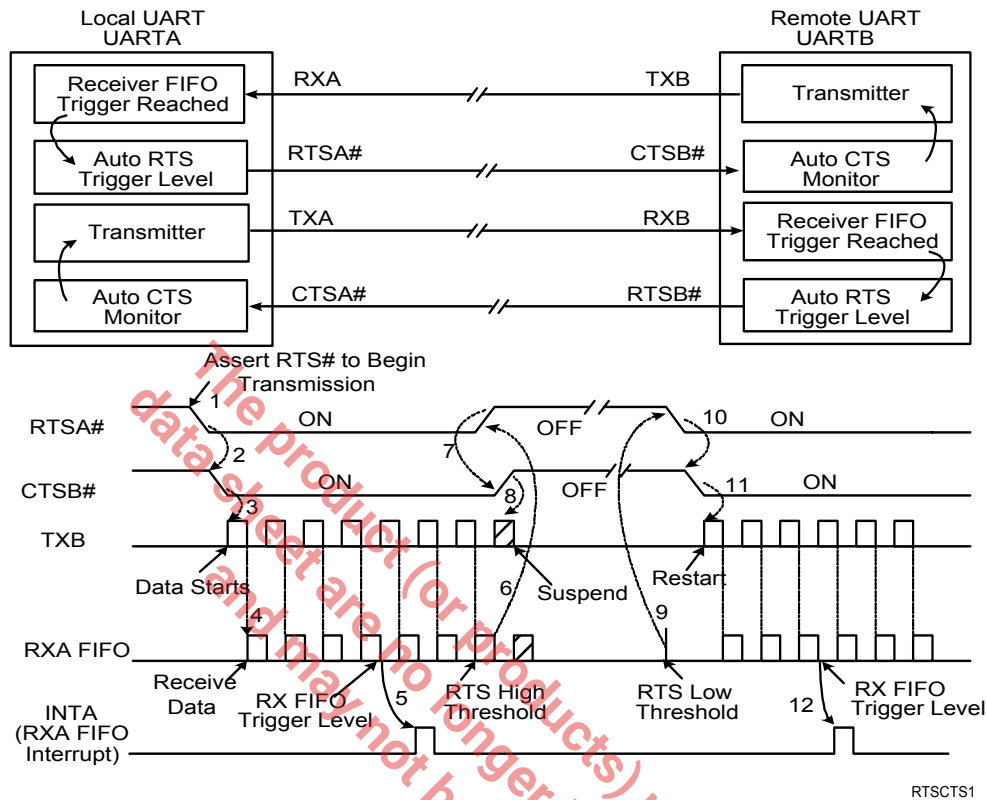 Local UART
UARTA
Remote UART
UARTB
Receiver FIFO
Trigger Reached
RXA
TXB
Transmitter
Auto RTS
Trigger Level
RTSA#
CTSB#
Auto CTS
Monitor
Transmitter
TXA
RXB
Receiver FIFO
Trigger Reached
Auto CTS
Monitor
CTSA#
RTSB#
Auto RTS
Trigger Level
Assert RTS# to Begin
Transmission
RTSA#
1
ON
7
OFF
10
ON
2
CTSB#
ON
8
OFF
11
ON
3
TXB
Data Starts
Suspend
Restart
4
6
9
RXA FIFO
Receive
Data
RX FIFO
Trigger Level
5
RTS High
Threshold
RTS Low
Threshold
12
RX FIFO
Trigger Level
INTA
(RXA FIFO
Interrupt)
RTSCTS1
The product (or products)
data sheet are no longer
and may not